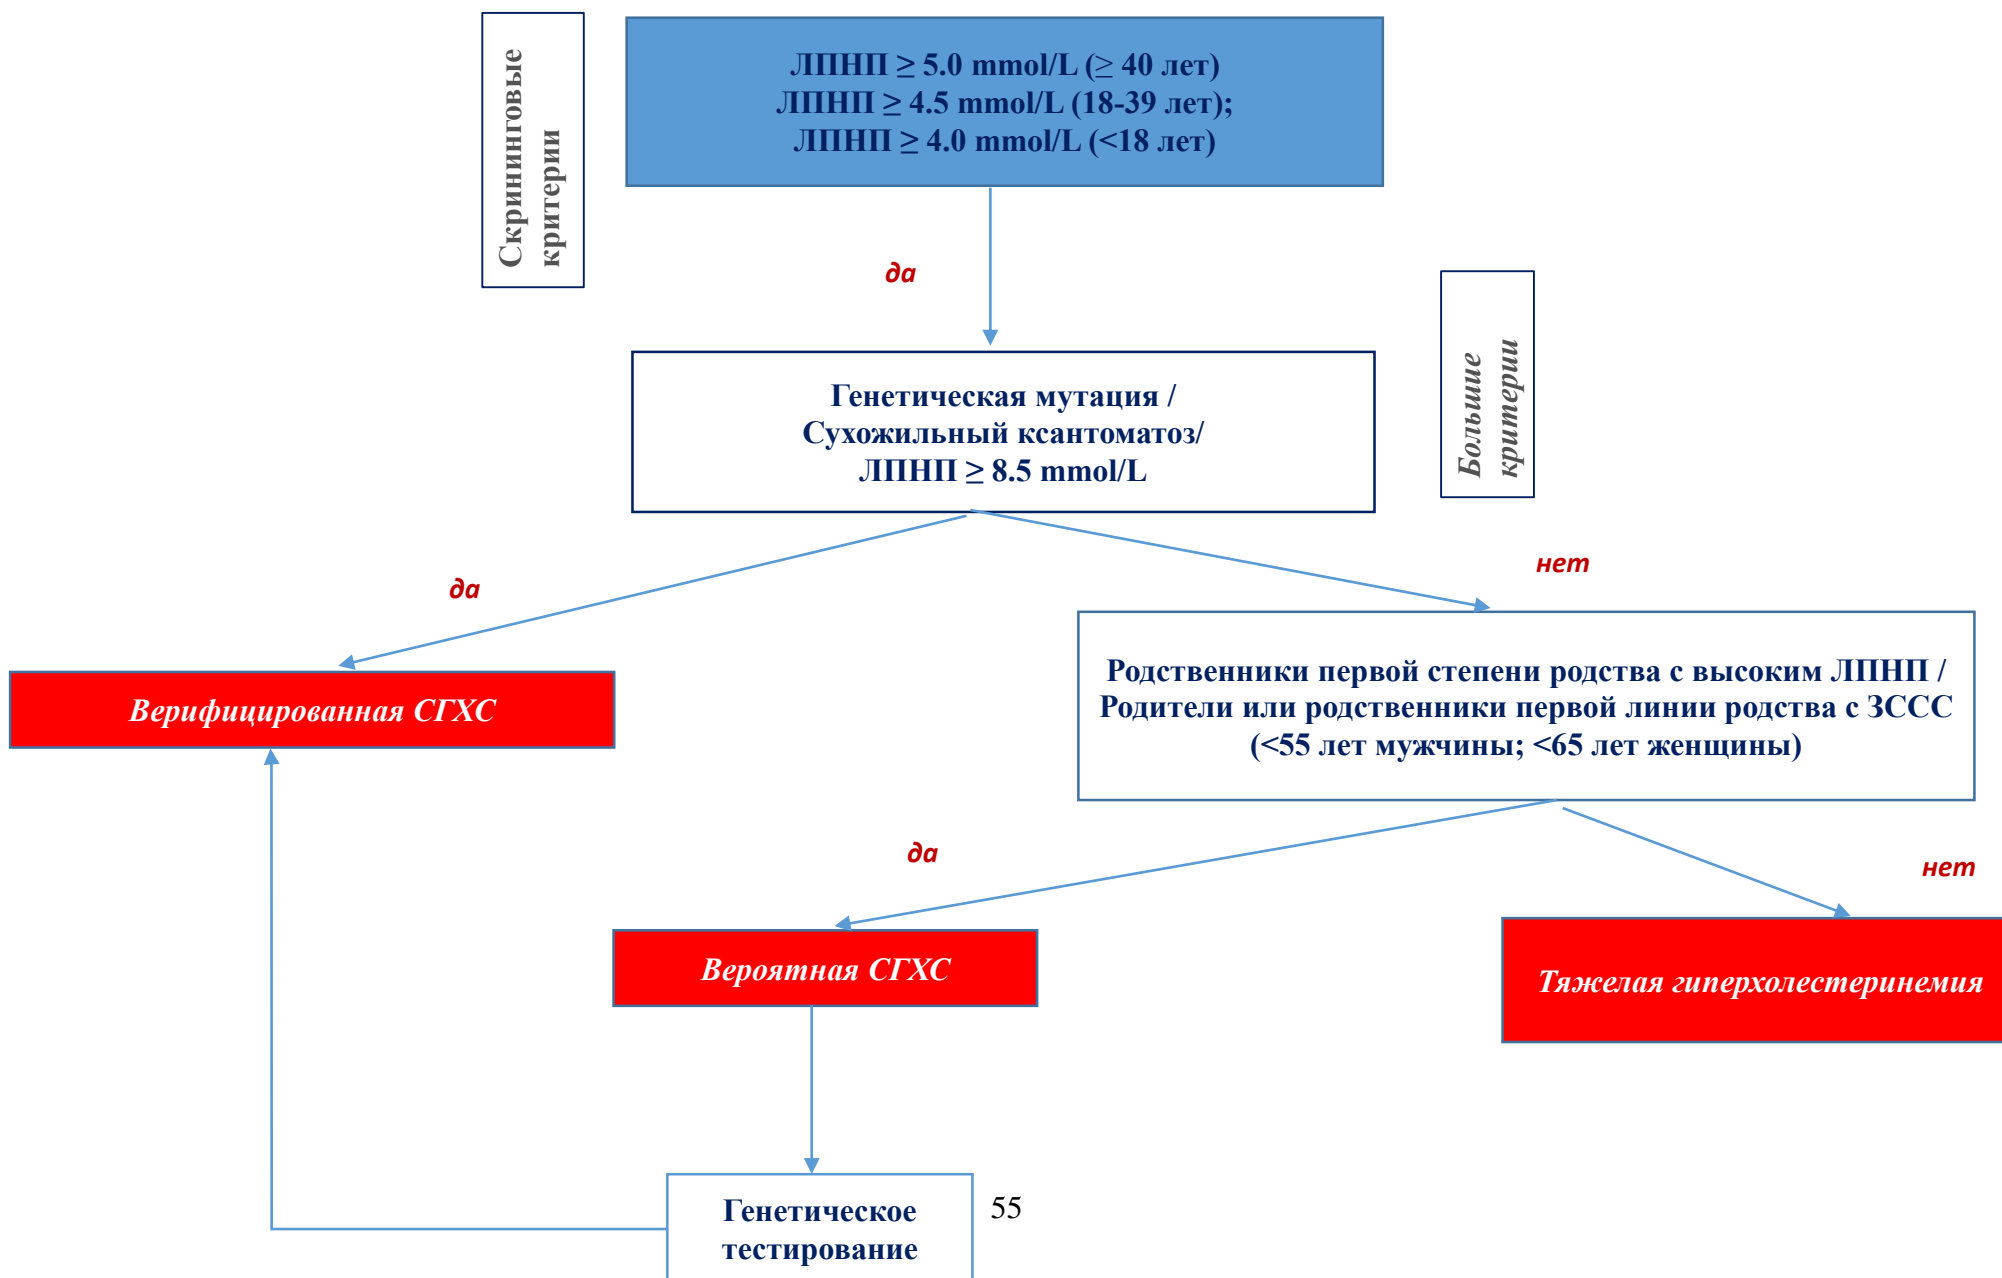 Скрининговые
критерии
ЛПНП ≥ 5.0 mmol/L (≥ 40 лет)
ЛПНП ≥ 4.5 mmol/L (18-39 лет);
ЛПНП ≥ 4.0 mmol/L (<18 лет)
да
Большие
критерии
Генетическая мутация /
Сухожильный ксантоматоз/
ЛПНП ≥ 8.5 mmol/L
да
нет
Верифицированная СГХС
Родственники первой степени родства с высоким ЛПНП /
Родители или родственники первой линии родства с ЗССС
(<55 лет мужчины; <65 лет женщины)
да
нет
Вероятная СГХС
Тяжелая гиперхолестеринемия
Генетическое
тестирование
55